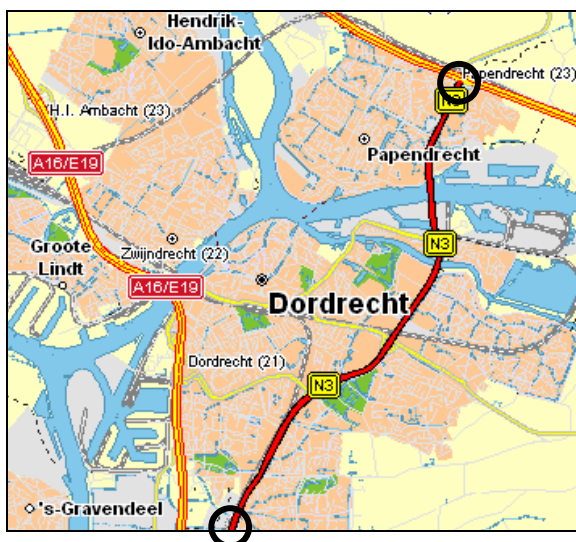 Hendrik-
Ido-Ambacht
Papendrecht (23)
H.I. Ambacht (23)
Papendrecht
A16/E19
N3
Groote
Lindt
Zwijndrecht (22)
A16/E19
Dordrecht
Dordrecht (21)
N3
's-Gravendeel